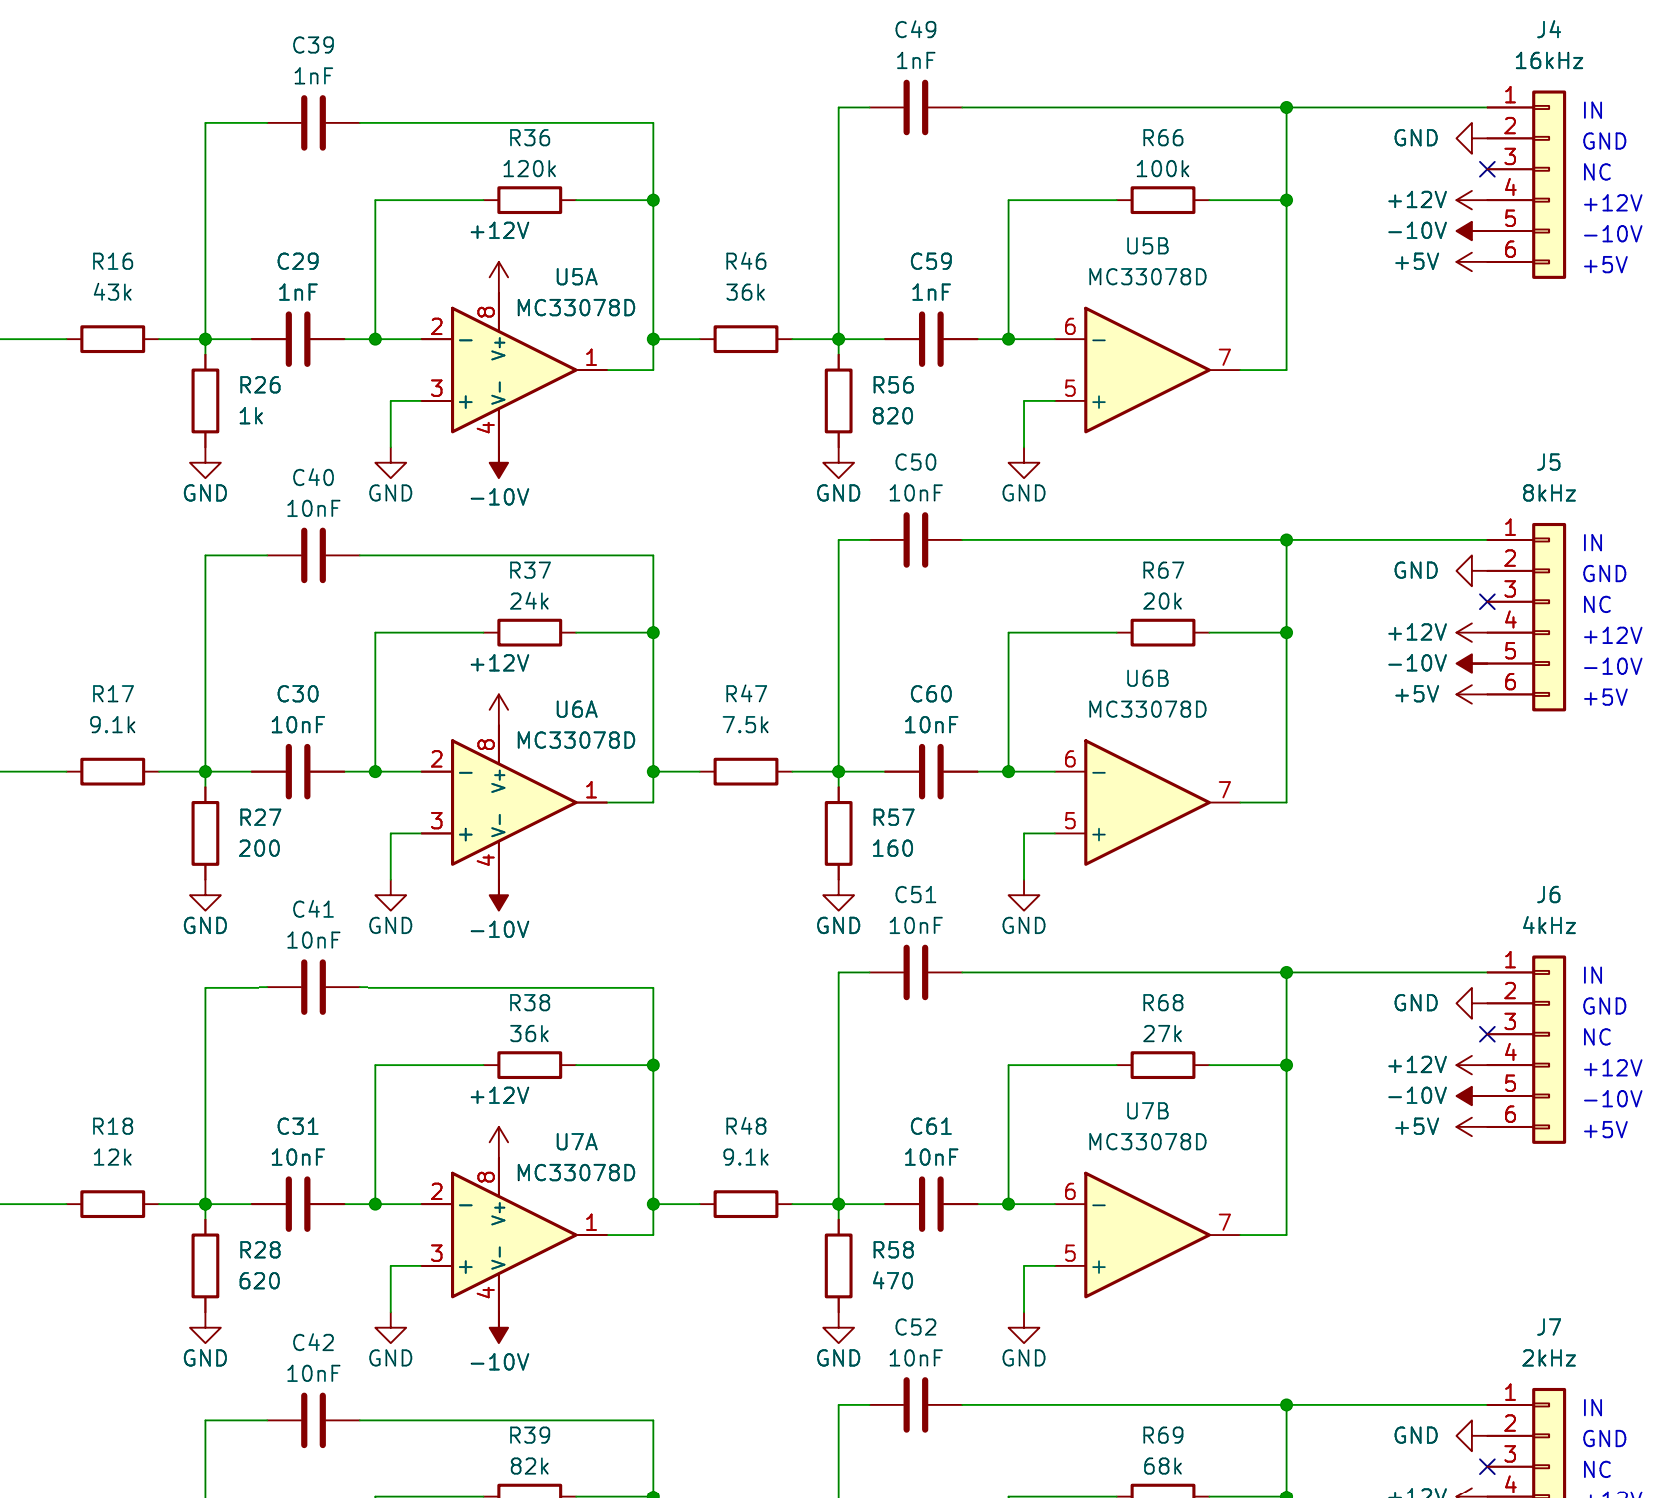 C39
1nF
C49
1nF
J4
16kHz
R36
120k
R66
100k
1 IN
GND 2 GND
3 NC
+12V 4 +12V
-10V 5 -10V
+5V 6 +5V
+12V
R16
43k
C29
1nF
U5A
MC33078D
R46
36k
C59
1nF
U5B
MC33078D
2 - 8 V+ 1
3 + V- 4
6 - 7
5 +
R26
1k
R56
820
GND
GND
-10V
GND
GND
C40
10nF
C50
10nF
J5
8kHz
R37
24k
R67
20k
1 IN
GND 2 GND
3 NC
+12V 4 +12V
-10V 5 -10V
+5V 6 +5V
+12V
R17
9.1k
C30
10nF
U6A
MC33078D
R47
7.5k
C60
10nF
U6B
MC33078D
2 - 8 V+ 1
3 + V- 4
6 - 7
5 +
R27
200
R57
160
GND
GND
-10V
GND
GND
C41
10nF
C51
10nF
J6
4kHz
R38
36k
R68
27k
1 IN
GND 2 GND
3 NC
+12V 4 +12V
-10V 5 -10V
+5V 6 +5V
+12V
R18
12k
C31
10nF
U7A
MC33078D
R48
9.1k
C61
10nF
U7B
MC33078D
2 - 8 V+ 1
3 + V- 4
6 - 7
5 +
R28
620
R58
470
GND
GND
-10V
GND
GND
C42
10nF
C52
10nF
J7
2kHz
R39
82k
R69
68k
1 IN
GND 2 GND
3 NC
+12V 4 +12V